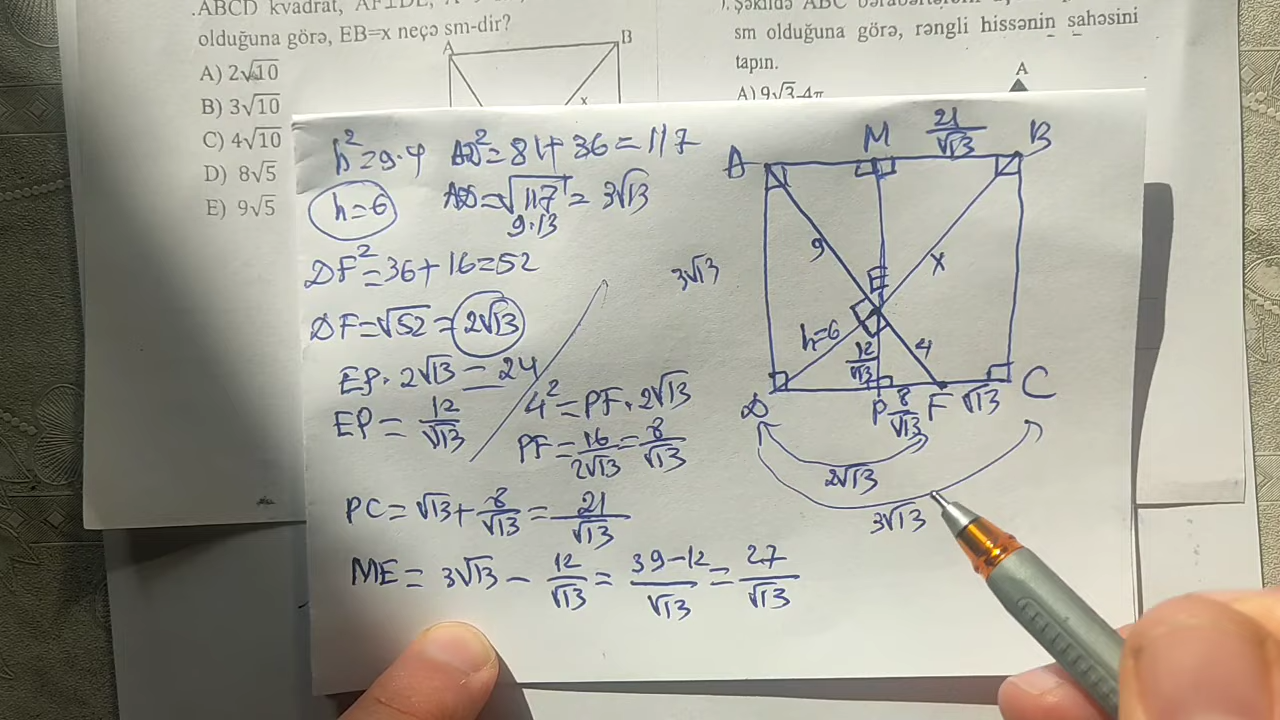 .ABCD kvadrat, AF⊥DE,
olduğuna görə, EB=x neçə sm-dir?
A) 2√10
B) 3√10
C) 4√10
D) 8√5
E) 9√5
A
B
x
). Şəkildə ABC
sm olduğuna görə, rəngli hissənin sahəsini
tapın.
A) 9√3-4π
A
h²=9·4
AD²=81+36=117
h=6
=√117=3√13
9·13
DF²=36+16=52
3√13
DF=√52=2√13
EP·2√13=24
EP=12/√13
4²=PF·2√13
PF=16/2√13=8/√13
PC=√13+8/√13=21/√13
ME=3√13-12/√13=39-12/√13=27/√13
A
M
21/√13
B
9
E
x
h=6
12/√13
4
D
P
8/√13
F
√13
C
2√13
3√13